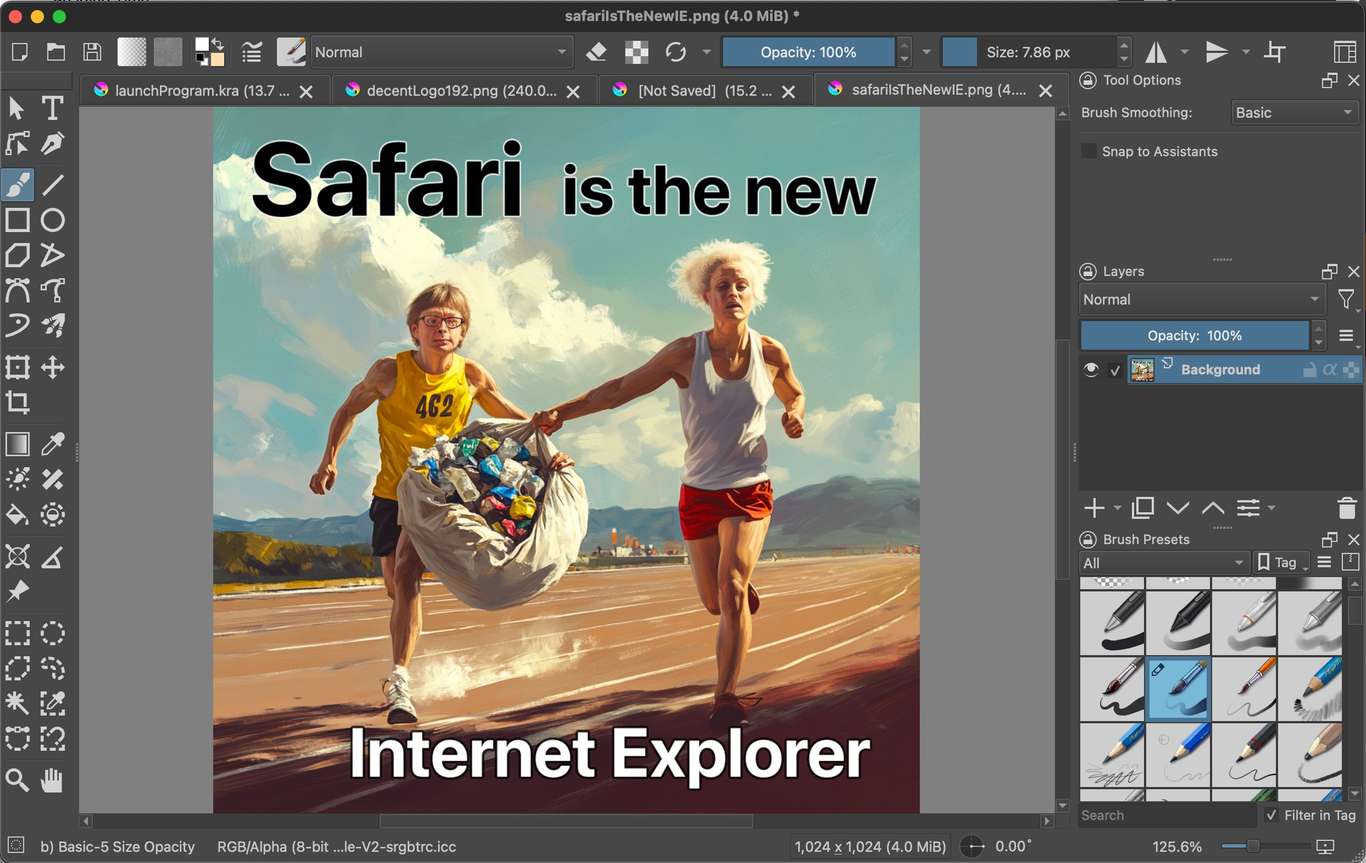 safariIsTheNewIE.png (4.0 MiB) *
Normal
Opacity: 100%
Size: 7.86 px
launchProgram.kra (13.7 ...
decentLogo192.png (240.0...
[Not Saved] (15.2 ...
safariIsTheNewIE.png (4....
Tool Options
Brush Smoothing:
Basic
Snap to Assistants
Safari is the new
462
Internet Explorer
Layers
Normal
Opacity: 100%
Background
Brush Presets
All
Tag
Search
Filter in Tag
b) Basic-5 Size Opacity
RGB/Alpha (8-bit ...le-V2-srgbtrc.icc
1,024 x 1,024 (4.0 MiB)
0.00°
125.6%